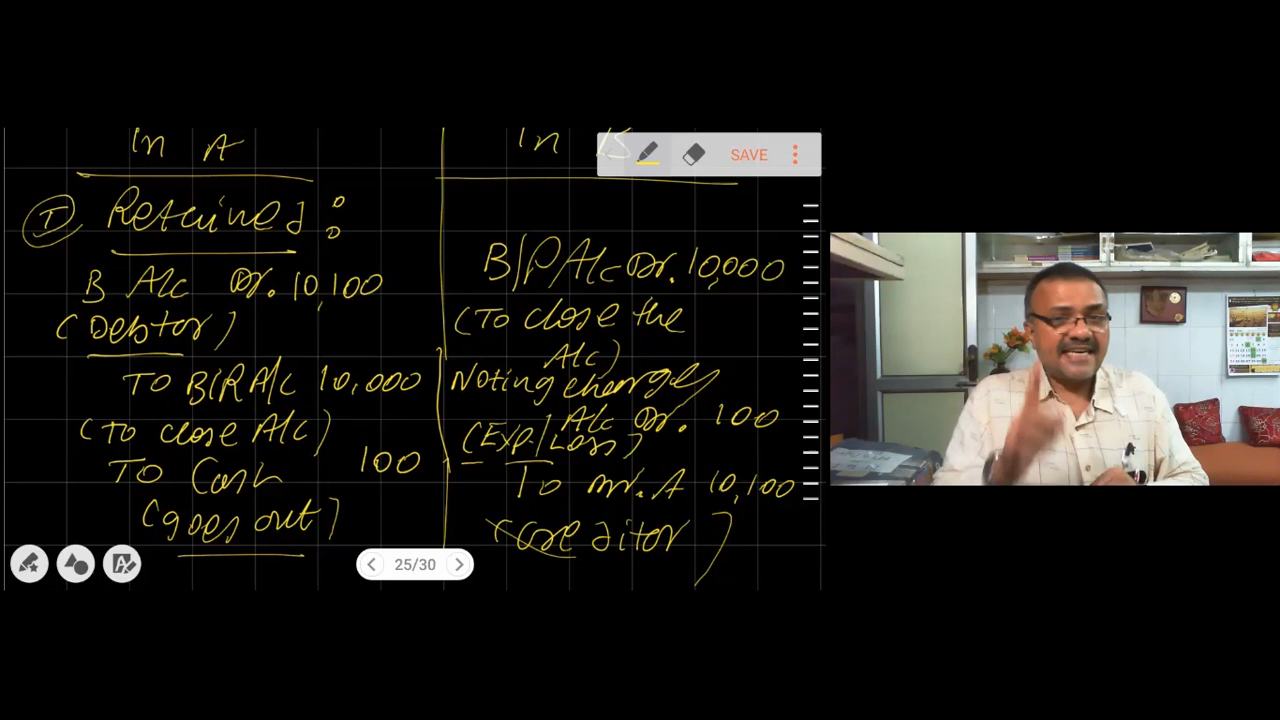 In A
① Retained:
B A/c Dr. 10,100
(Debtor)
To B/R A/c 10,000
(To close A/c)
To Cash 100
(goes out)
In B
SAVE
B/P A/c Dr. 10,000
(To close the
A/c)
Noting charges
A/c Dr. 100
(Exp/Loss)
To Mr. A 10,100
(Creditor)
25/30